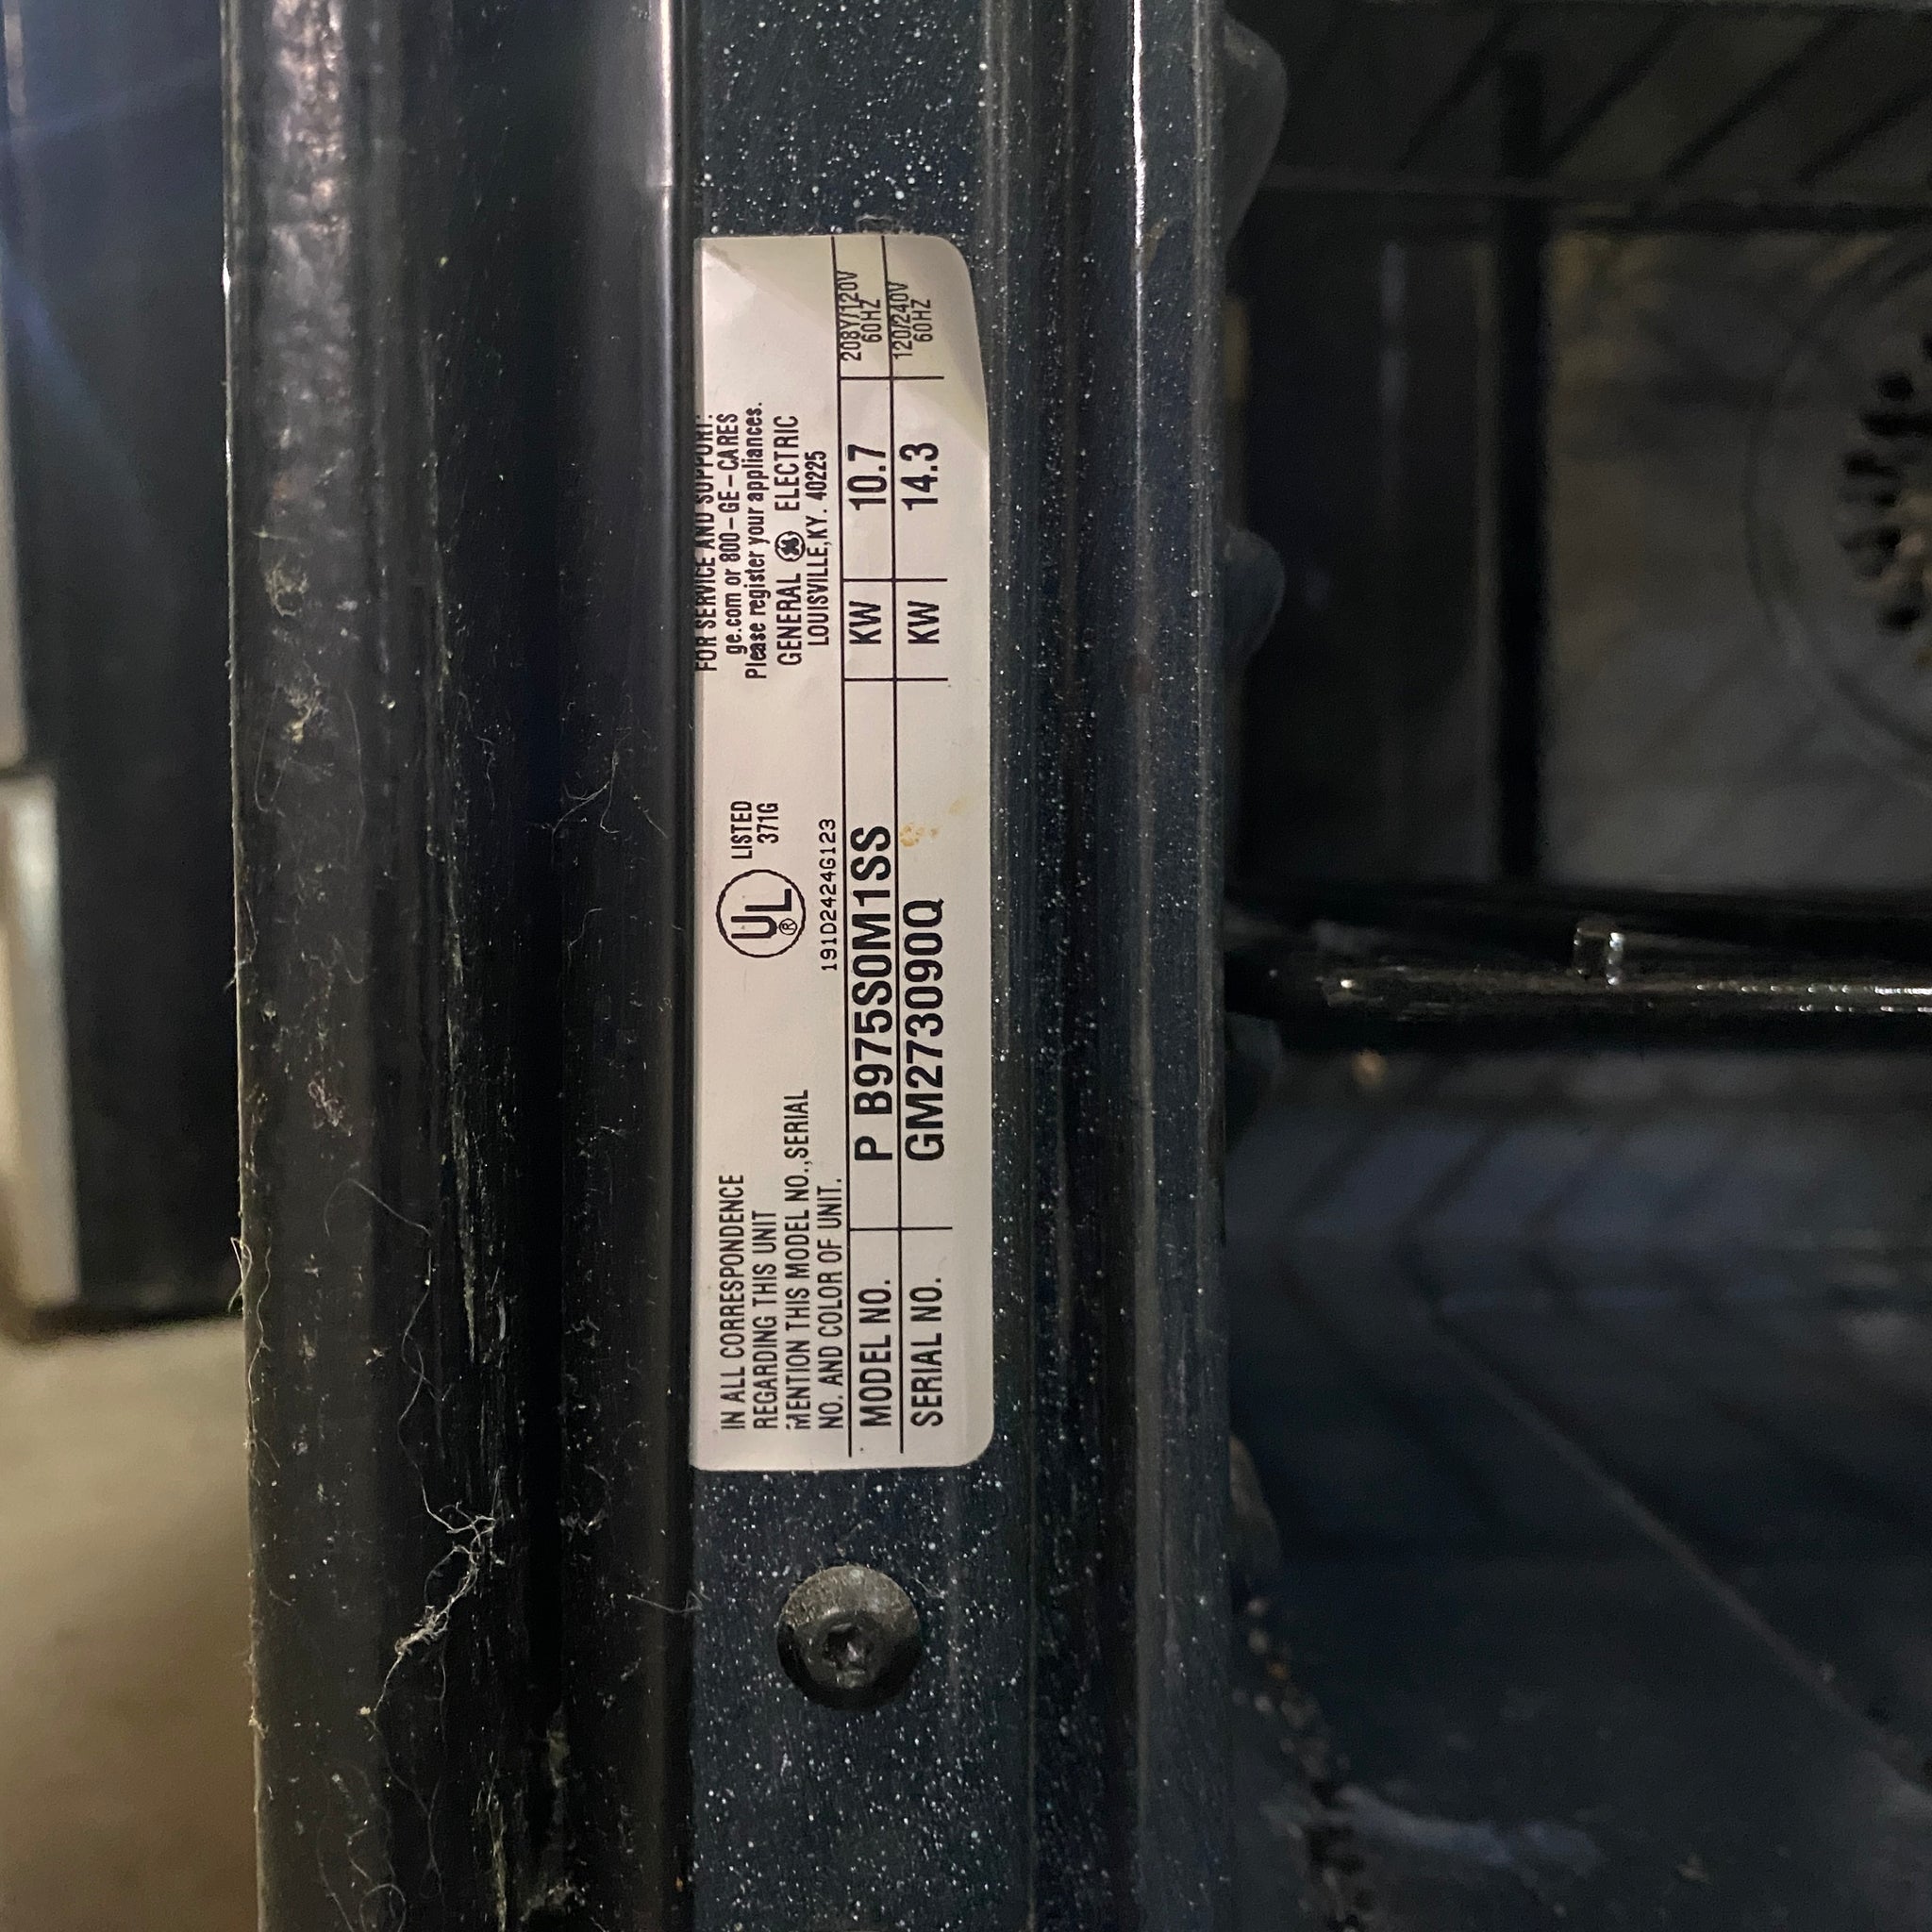 IN ALL CORRESPONDENCE
REGARDING THIS UNIT
MENTION THIS MODEL NO.,SERIAL
NO. AND COLOR OF UNIT.
UL ® LISTED
371G
191D2424G123
FOR SERVICE AND SUPPORT:
ge.com or 800-GE-CARES
Please register your appliances.
GENERAL GE ELECTRIC
LOUISVILLE,KY. 40225
MODEL NO. P B975S0M1SS KW 10.7 208Y/120V 60HZ
SERIAL NO. GM273090Q KW 14.3 120/240V 60HZ